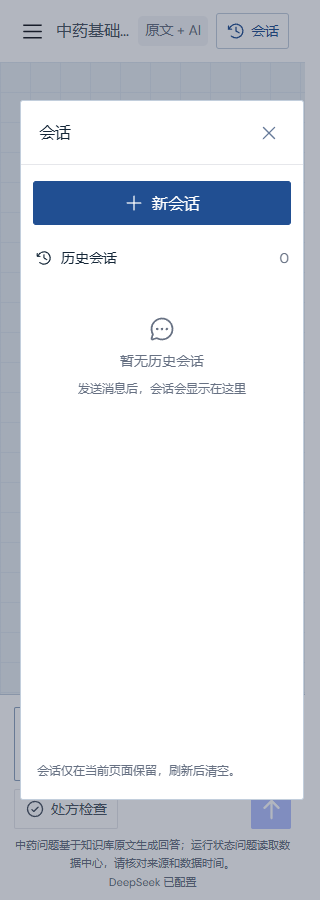 中药基础...
原文 + AI
会话
会话
新会话
历史会话
0
暂无历史会话
发送消息后，会话会显示在这里
会话仅在当前页面保留，刷新后清空。
处方检查
中药问题基于知识库原文生成回答；运行状态问题读取数
据中心，请核对来源和数据时间。
DeepSeek 已配置